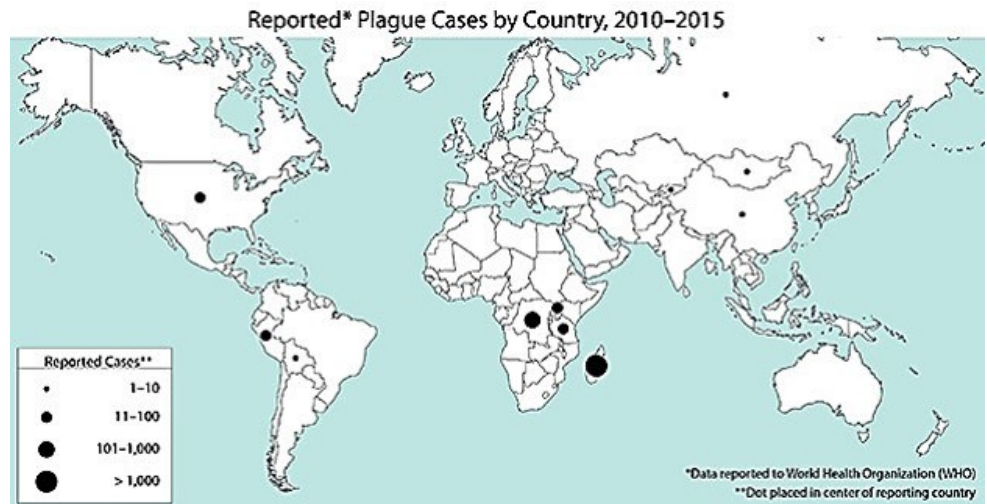 Reported* Plague Cases by Country, 2010–2015
Reported Cases**
1–10
11–100
101–1,000
> 1,000
*Data reported to World Health Organization (WHO)
**Dot placed in center of reporting country